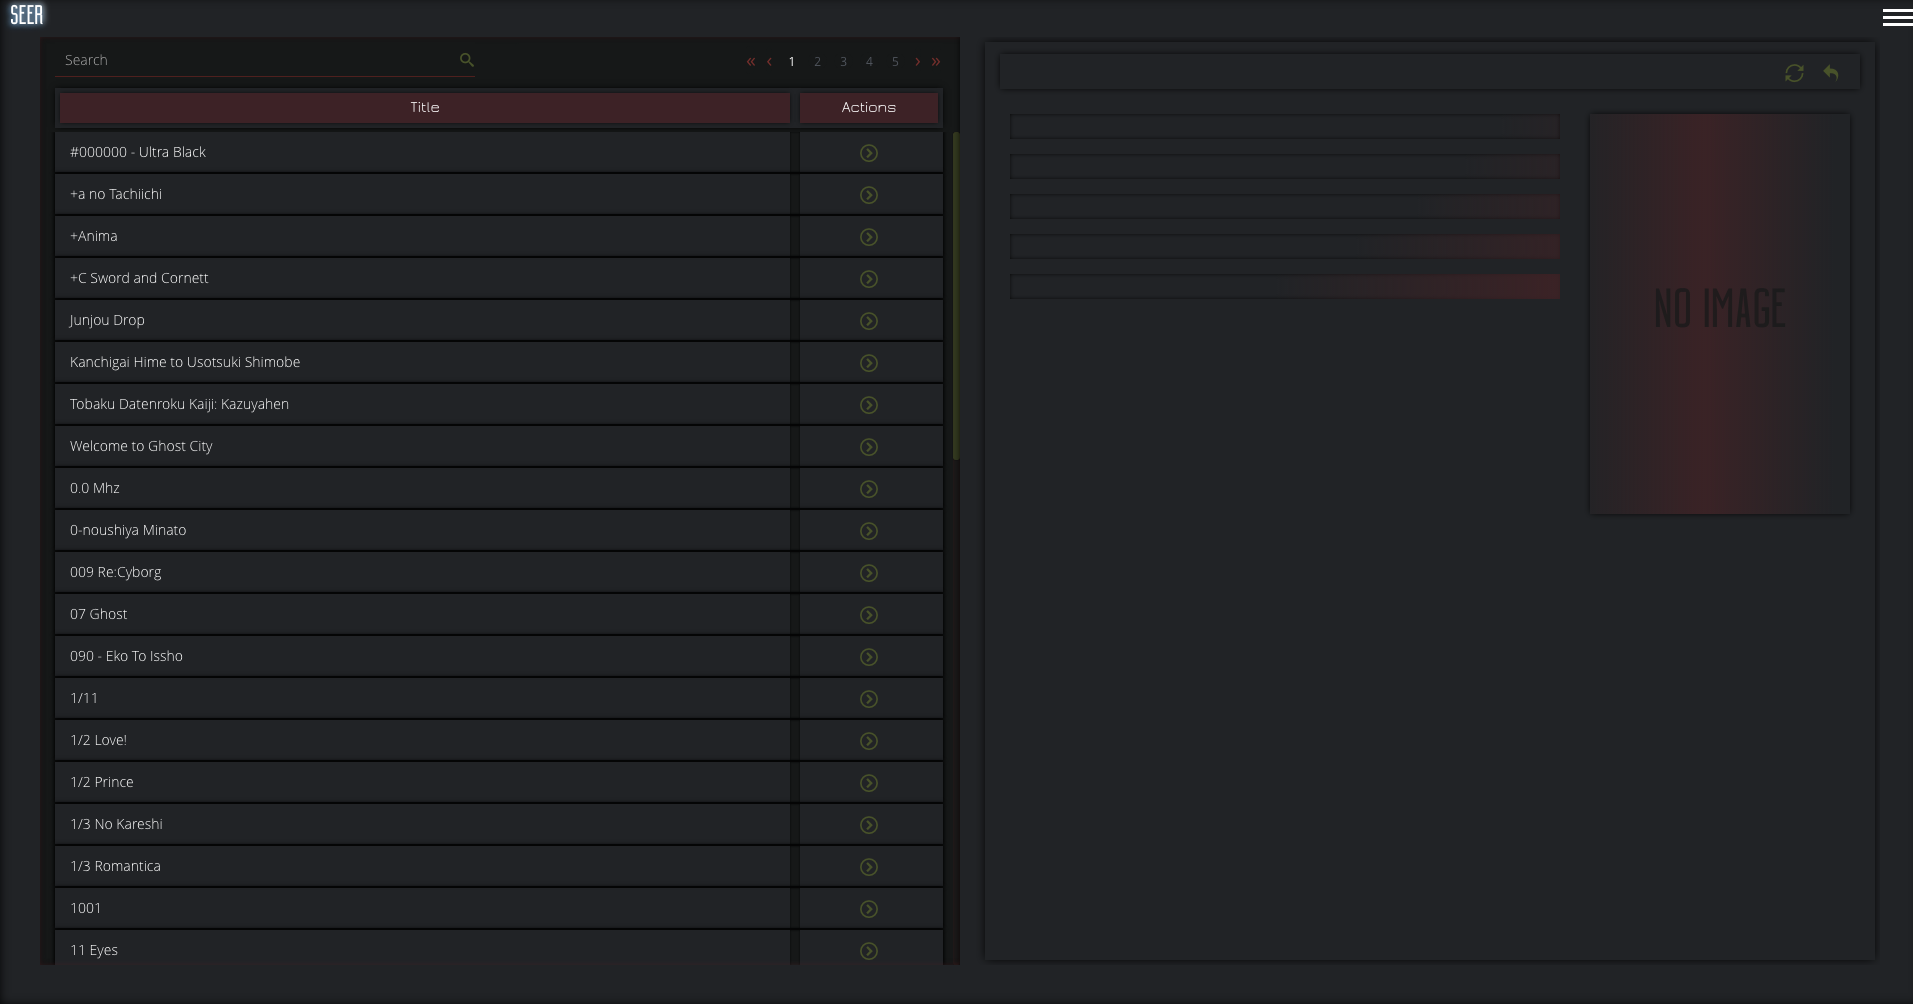 SEER
Search
« ‹ 1 2 3 4 5 › »
Title Actions
#000000 - Ultra Black
+a no Tachiichi
+Anima
+C Sword and Cornett
Junjou Drop
Kanchigai Hime to Usotsuki Shimobe
Tobaku Datenroku Kaiji: Kazuyahen
Welcome to Ghost City
0.0 Mhz
0-noushiya Minato
009 Re:Cyborg
07 Ghost
090 - Eko To Issho
1/11
1/2 Love!
1/2 Prince
1/3 No Kareshi
1/3 Romantica
1001
11 Eyes
NO IMAGE